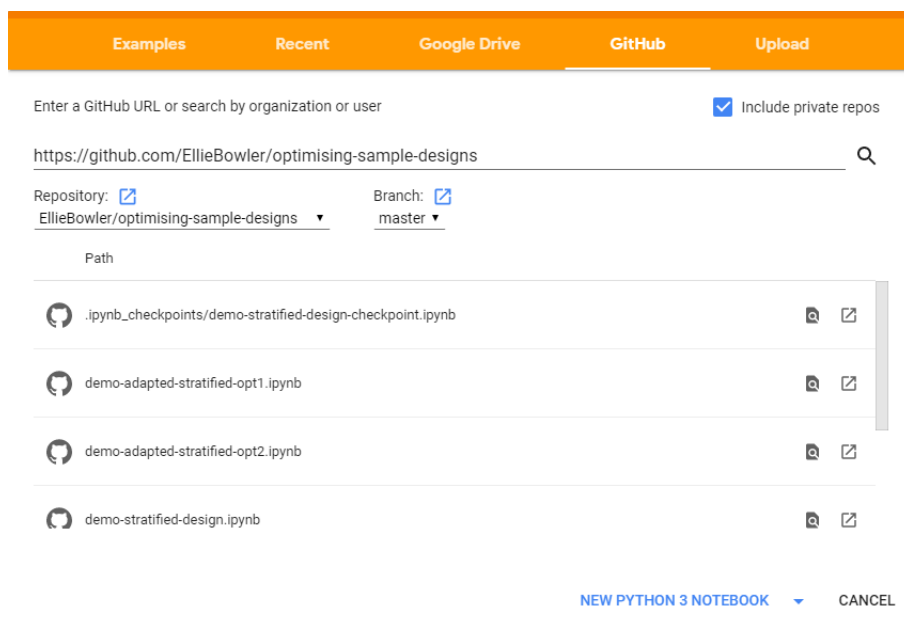 Examples Recent Google Drive GitHub Upload
Enter a GitHub URL or search by organization or user Include private repos
https://github.com/EllieBowler/optimising-sample-designs
Repository: Branch:
EllieBowler/optimising-sample-designs master
Path
.ipynb_checkpoints/demo-stratified-design-checkpoint.ipynb
demo-adapted-stratified-opt1.ipynb
demo-adapted-stratified-opt2.ipynb
demo-stratified-design.ipynb
NEW PYTHON 3 NOTEBOOK CANCEL